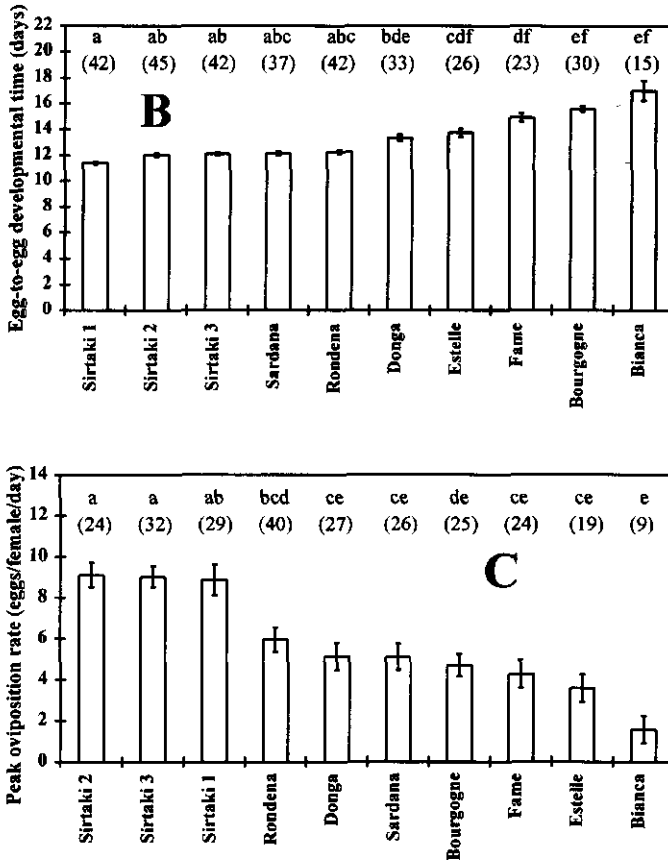 Egg-to-egg developmental time (days)
22
20
18
16
14
12
10
8
6
4
2
0
a ab ab abc abc bde cdf df ef ef
(42) (45) (42) (37) (42) (33) (26) (23) (30) (15)
B
Sirtaki 1
Sirtaki 2
Sirtaki 3
Sardana
Rondena
Donga
Estelle
Fame
Bourgogne
Bianca
Peak oviposition rate (eggs/female/day)
14
12
10
8
6
4
2
0
a a ab bcd ce ce de ce ce e
(24) (32) (29) (40) (27) (26) (25) (24) (19) (9)
C
Sirtaki 2
Sirtaki 3
Sirtaki 1
Rondena
Donga
Sardana
Bourgogne
Fame
Estelle
Bianca